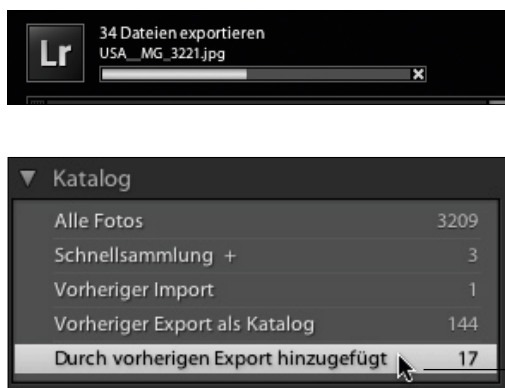 Lr
34 Dateien exportieren
USA__MG_3221.jpg
Katalog
Alle Fotos 3209
Schnellsammlung + 3
Vorheriger Import 1
Vorheriger Export als Katalog 144
Durch vorherigen Export hinzugefügt 17